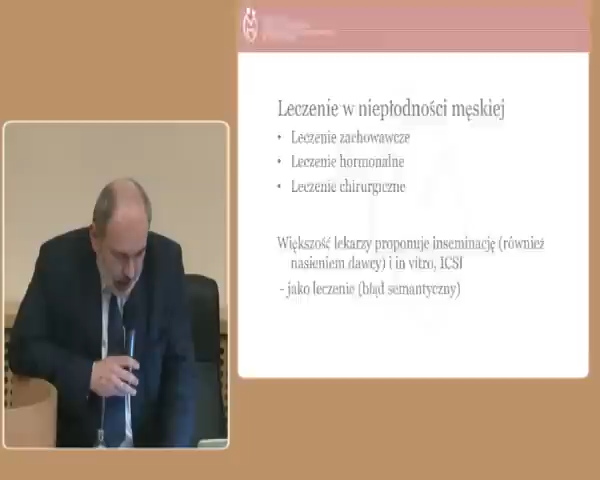 Leczenie w niepłodności męskiej
• Leczenie zachowawcze
• Leczenie hormonalne
• Leczenie chirurgiczne
Większość lekarzy proponuje inseminację (również
nasieniem dawcy) i in vitro, ICSI
- jako leczenie (błąd semantyczny)